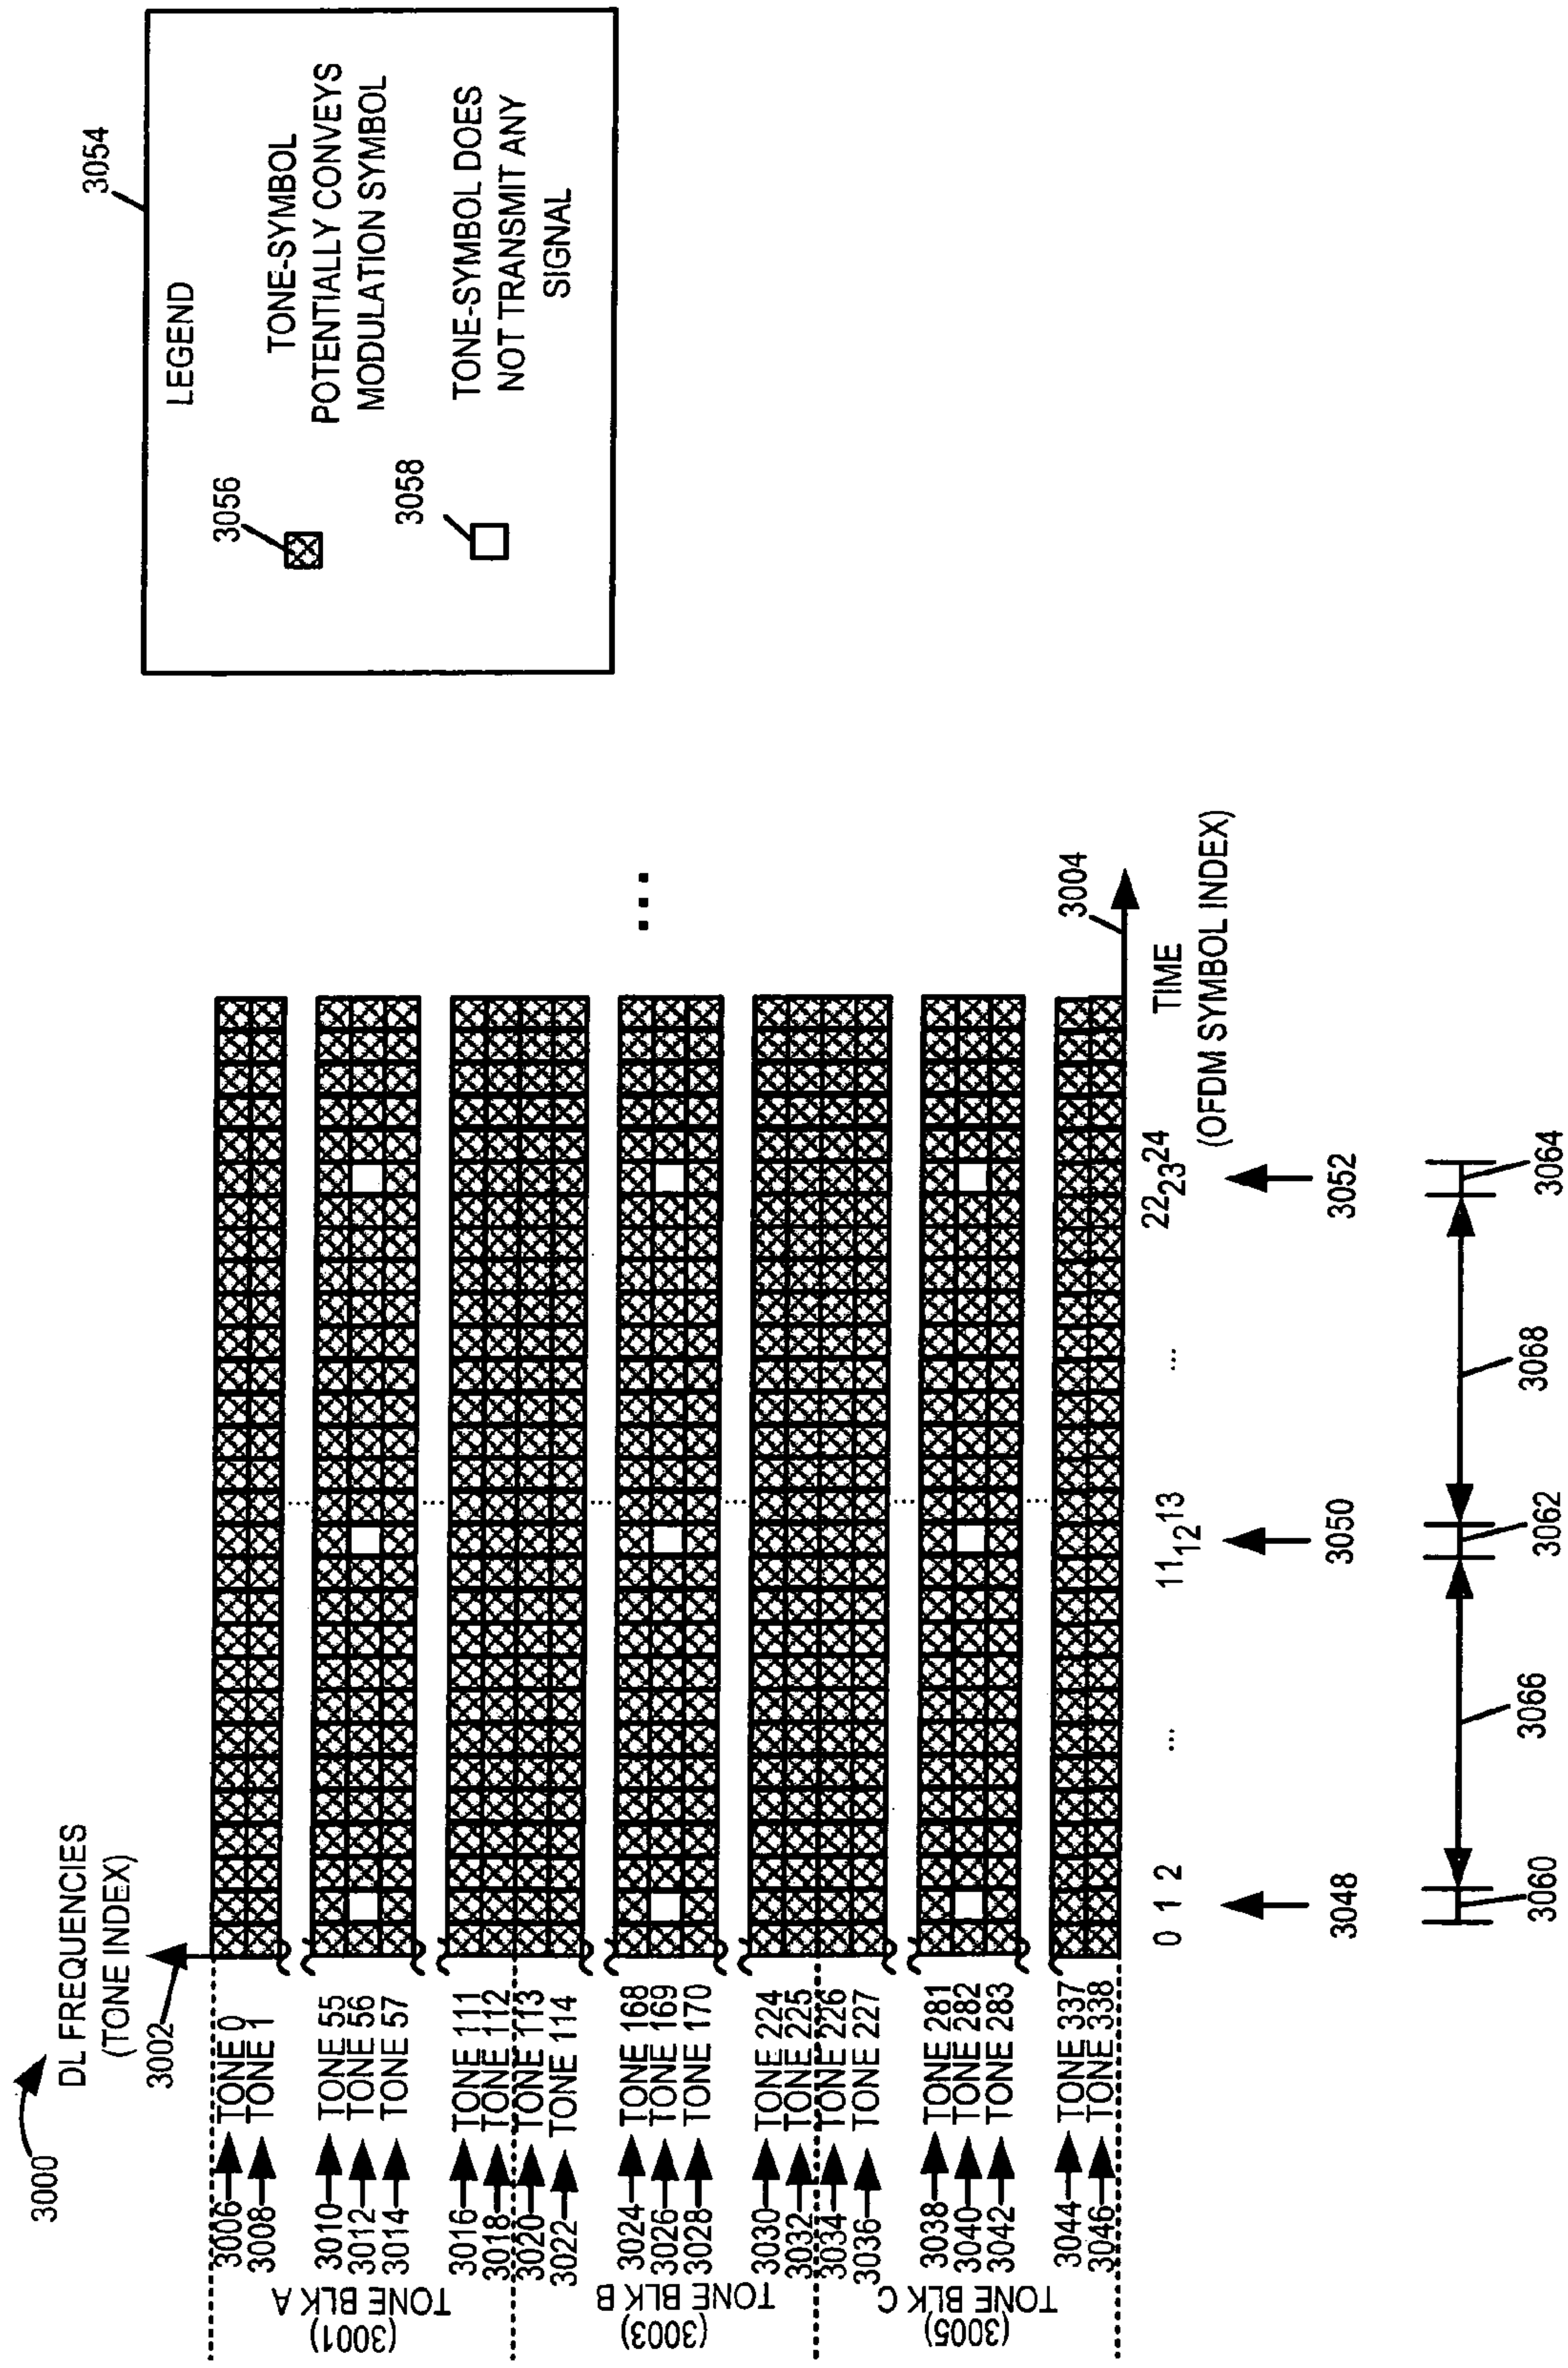 3000
DL FREQUENCIES
(TONE INDEX)
3002
3006 TONE 0
3008 TONE 1
3010 TONE 55
3012 TONE 56
3014 TONE 57
3016 TONE 111
3018 TONE 112
3020 TONE 113
3022 TONE 114
3024 TONE 168
3026 TONE 169
3028 TONE 170
3030 TONE 224
3032 TONE 225
3034 TONE 226
3036 TONE 227
3038 TONE 281
3040 TONE 282
3042 TONE 283
3044 TONE 337
3046 TONE 338
TONE BLK A
(3001)
TONE BLK B
(3003)
TONE BLK C
(3005)
...
3004
0 1 2 ... 11 12 13 ... 22 23 24
TIME
(OFDM SYMBOL INDEX)
3048 3050 3052
3060 3066 3062 3068 3064
3054
LEGEND
3056
TONE-SYMBOL
POTENTIALLY CONVEYS
MODULATION SYMBOL
3058
TONE-SYMBOL DOES
NOT TRANSMIT ANY
SIGNAL